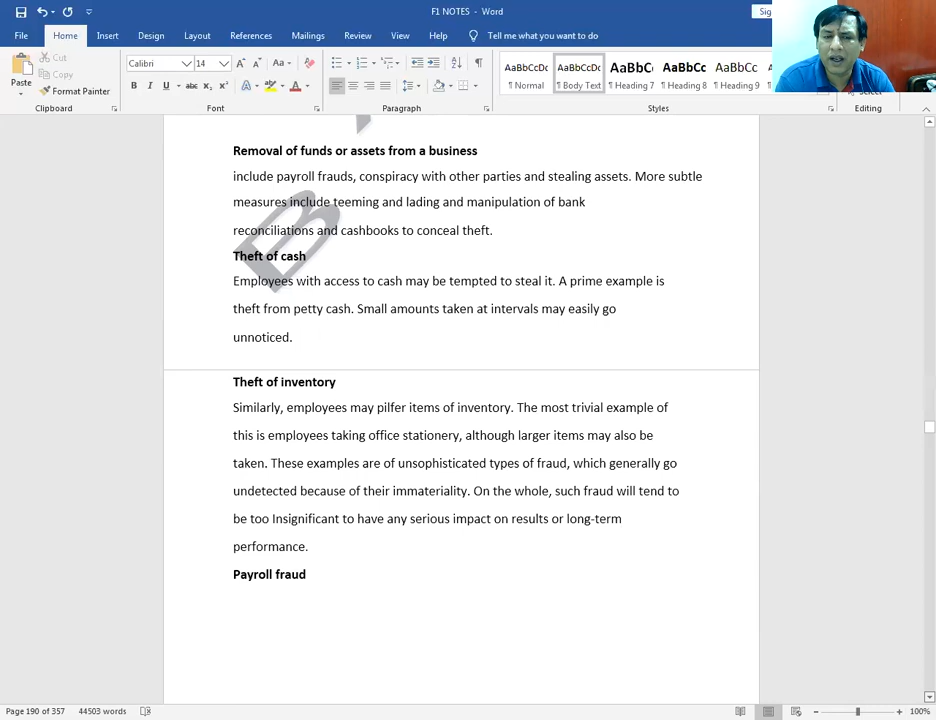 F1 NOTES - Word
Sig
File Home Insert Design Layout References Mailings Review View Help Tell me what you want to do
Paste
Cut
Copy
Format Painter
Calibri 14 Aa
B I U abc x₂ x² A A
AaBbCcDc AaBbCcDc AaBbCc AaBbCc AaBbCc
¶ Normal ¶ Body Text ¶ Heading 7 ¶ Heading 8 ¶ Heading 9
Select
Clipboard Font Paragraph Styles Editing
Removal of funds or assets from a business
include payroll frauds, conspiracy with other parties and stealing assets. More subtle
measures include teeming and lading and manipulation of bank
reconciliations and cashbooks to conceal theft.
B
Theft of cash
Employees with access to cash may be tempted to steal it. A prime example is
theft from petty cash. Small amounts taken at intervals may easily go
unnoticed.
Theft of inventory
Similarly, employees may pilfer items of inventory. The most trivial example of
this is employees taking office stationery, although larger items may also be
taken. These examples are of unsophisticated types of fraud, which generally go
undetected because of their immateriality. On the whole, such fraud will tend to
be too Insignificant to have any serious impact on results or long-term
performance.
Payroll fraud
Page 190 of 357 44503 words
100%